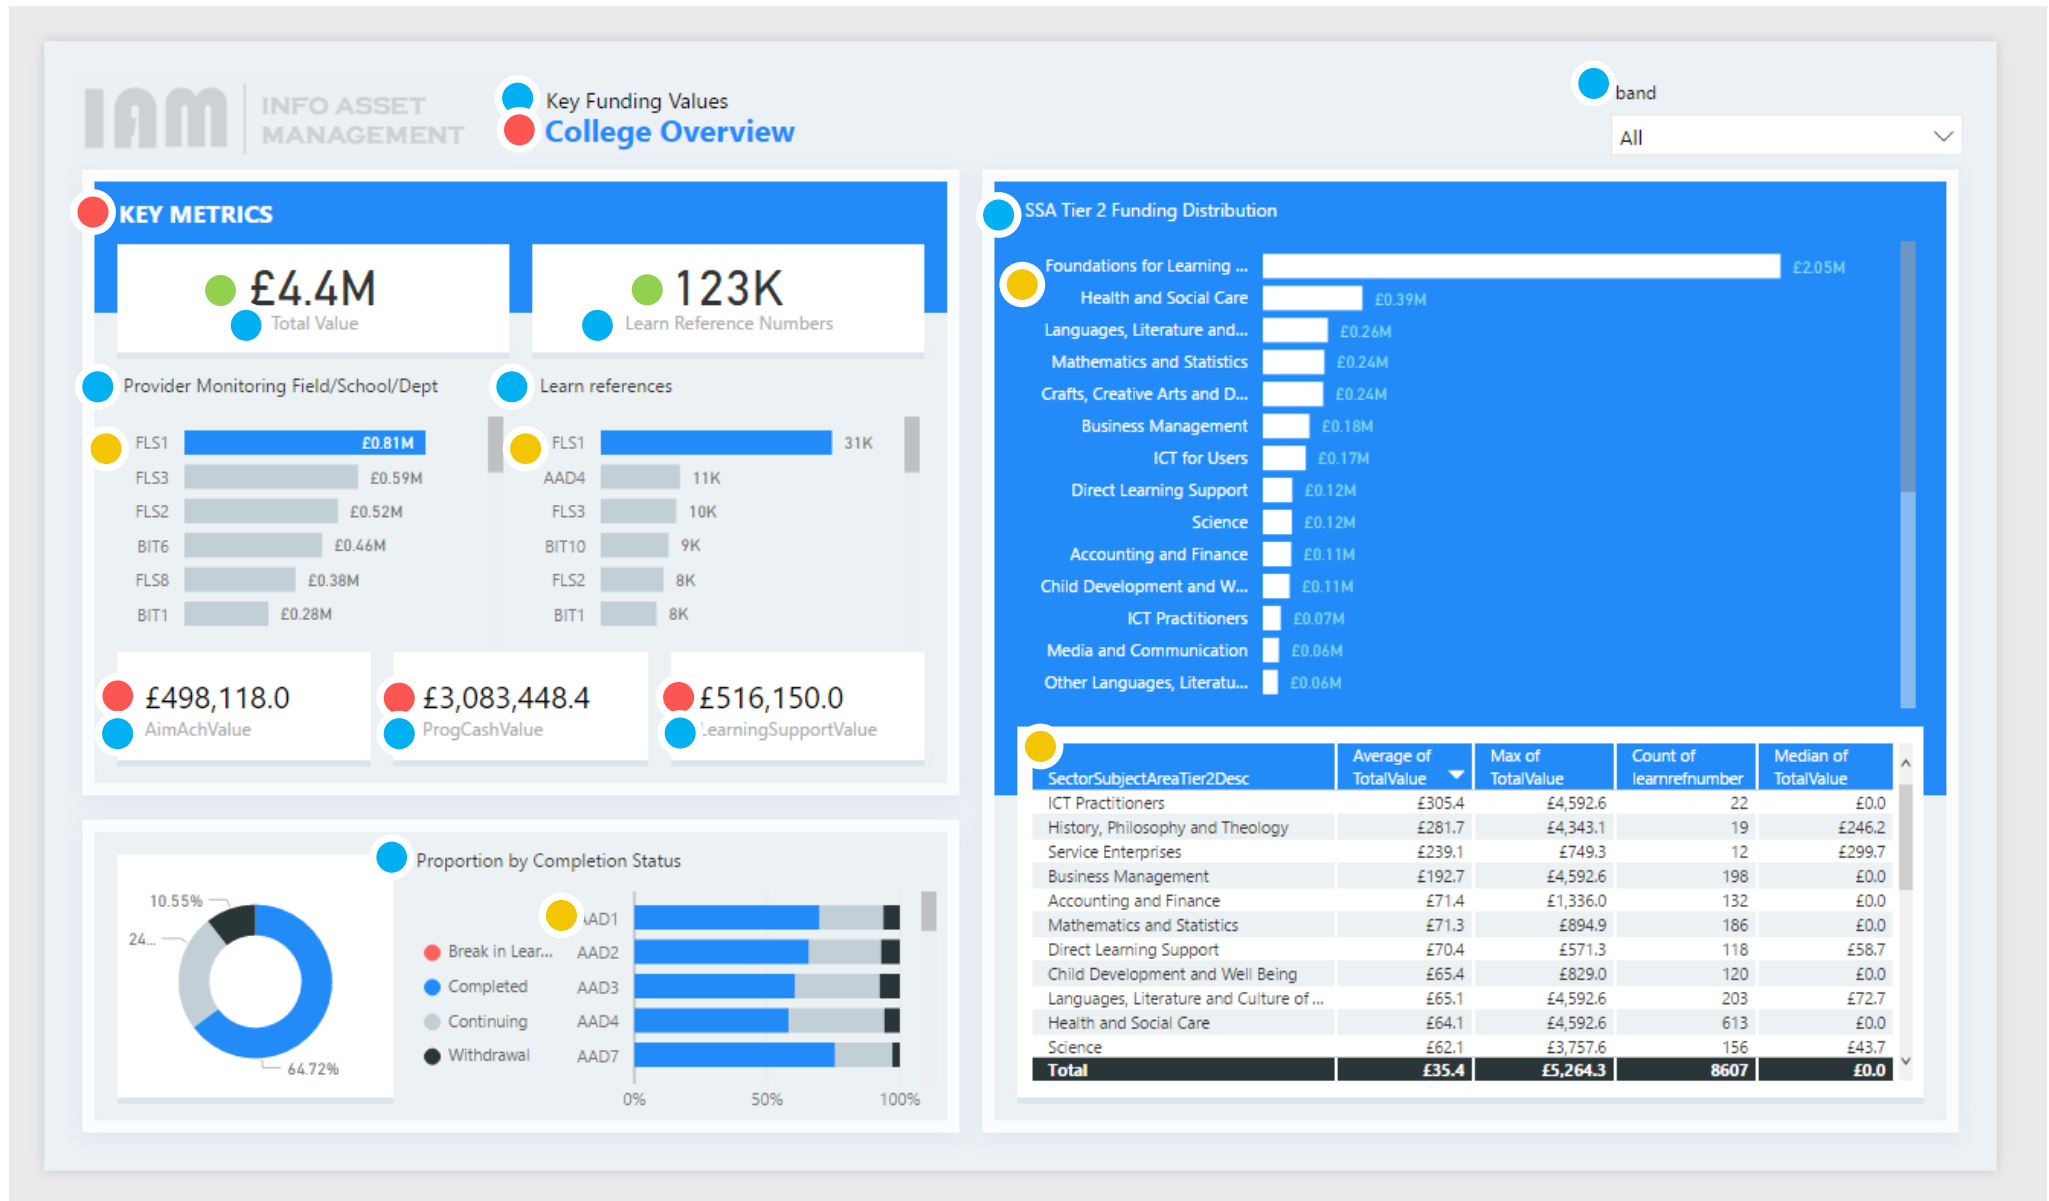 IAM
INFO ASSET
MANAGEMENT
Key Funding Values
College Overview
band
All
KEY METRICS
£4.4M
Total Value
123K
Learn Reference Numbers
Provider Monitoring Field/School/Dept
FLS1 £0.81M
FLS3 £0.59M
FLS2 £0.52M
BIT6 £0.46M
FLS8 £0.38M
BIT1 £0.28M
Learn references
FLS1 31K
AAD4 11K
FLS3 10K
BIT10 9K
FLS2 8K
BIT1 8K
£498,118.0
AimAchValue
£3,083,448.4
ProgCashValue
£516,150.0
LearningSupportValue
Proportion by Completion Status
10.55%
24...
64.72%
Break in Lear...
Completed
Continuing
Withdrawal
AAD1
AAD2
AAD3
AAD4
AAD7
0% 50% 100%
SSA Tier 2 Funding Distribution
Foundations for Learning ... £2.05M
Health and Social Care £0.39M
Languages, Literature and... £0.26M
Mathematics and Statistics £0.24M
Crafts, Creative Arts and D... £0.24M
Business Management £0.18M
ICT for Users £0.17M
Direct Learning Support £0.12M
Science £0.12M
Accounting and Finance £0.11M
Child Development and W... £0.11M
ICT Practitioners £0.07M
Media and Communication £0.06M
Other Languages, Literatu... £0.06M
SectorSubjectAreaTier2Desc Average of TotalValue Max of TotalValue Count of learnrefnumber Median of TotalValue
ICT Practitioners £305.4 £4,592.6 22 £0.0
History, Philosophy and Theology £281.7 £4,343.1 19 £246.2
Service Enterprises £239.1 £749.3 12 £299.7
Business Management £192.7 £4,592.6 198 £0.0
Accounting and Finance £71.4 £1,336.0 132 £0.0
Mathematics and Statistics £71.3 £894.9 186 £0.0
Direct Learning Support £70.4 £571.3 118 £58.7
Child Development and Well Being £65.4 £829.0 120 £0.0
Languages, Literature and Culture of ... £65.1 £4,592.6 203 £72.7
Health and Social Care £64.1 £4,592.6 613 £0.0
Science £62.1 £3,757.6 156 £43.7
Total £35.4 £5,264.3 8607 £0.0